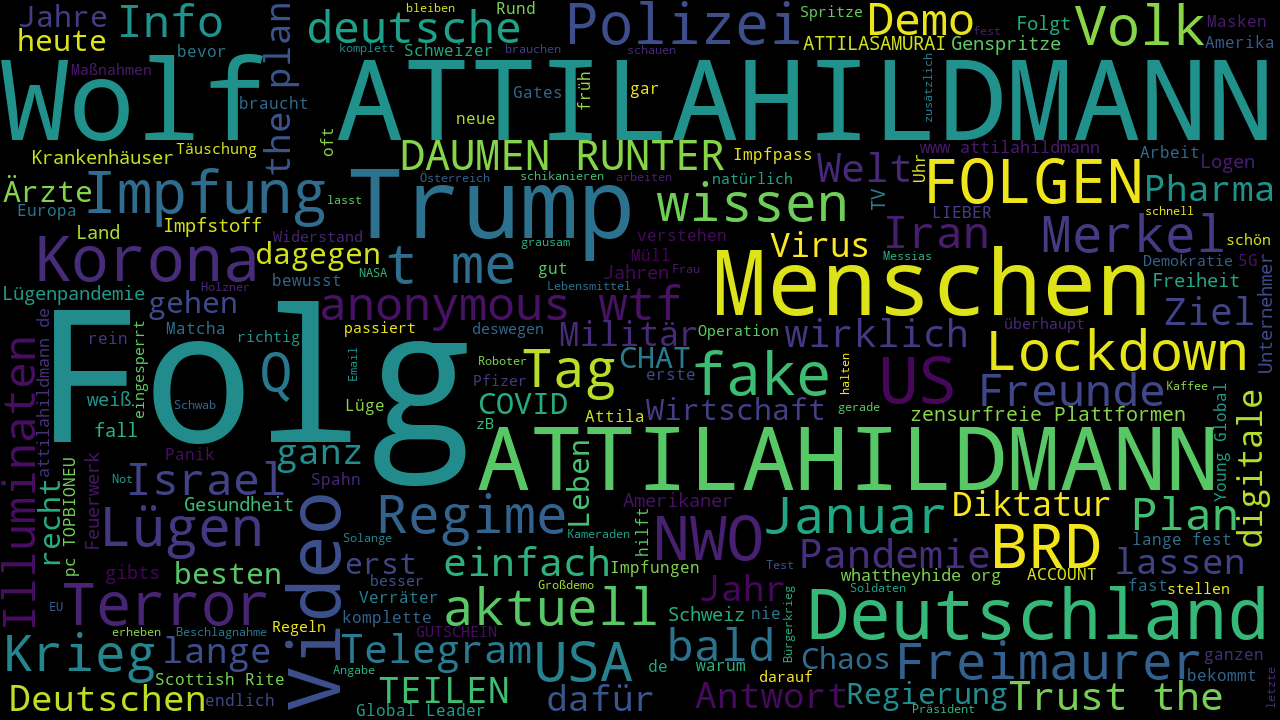 bleiben
Jahre
Info
the plan
deutsche
Rund
Polizei
Spritze
Demo
Folgt
Volk
Masken
heute
bevor
komplett
Schweizer
brauchen
schauen
ATTILASAMURAI
Genspritze
fest
Amerika
Wolf
Maßnahmen
ATTILAHILDMANN
braucht
Gates
früh
gar
zusätzlich
neue
oft
Krankenhäuser
Täuschung
DAUMEN RUNTER
Impfpass
Welt
www attilahildmann
Uhr
Arbeit
Logen
Ärzte
Impfung
Österreich
schikanieren
arbeiten
natürlich
TV
FOLGEN
Pharma
Europa
Impfstoff
lasst
Trump
wissen
LIEBER
schnell
Land
Widerstand
grausam
verstehen
Virus
Iran
Merkel
schön
Korona
dagegen
t me
Müll
Messias
Demokratie
5G
NASA
gut
Jahren
Frau
Menschen
Freiheit
Unternehmer
Holzner
bewusst
Lebensmittel
Lügenpandemie
gehen
anonymous wtf
Ziel
attilahildmann de
rein
eingesperrt
Matcha
richtig
passiert
deswegen
Militär
Operation
wirklich
überhaupt
Illuminaten
Folg
Q
Email
Roboter
Tag
CHAT
fake
halten
US
Lockdown
weiß
Schwab
Lüge
Pfizer
erste
Freunde
Kaffee
fall
COVID
Attila
Wirtschaft
gerade
zensurfreie Plattformen
Young Global
digitale
zB
ganz
Panik
ATTILAHILDMANN
Israel
Spahn
Leben
recht
pc TOPBIONEU
Feuerwerk
Not
Gesundheit
video
Regime
Amerikaner
Januar
Diktatur
Plan
Lügen
Solange
Kameraden
hilft
NWO
BRD
lange fest
erst
einfach
Impfungen
Test
Pandemie
lassen
gibts
besten
besser
Großdemo
whattheyhide org
ACCOUNT
fast
stellen
EU
Terror
Verräter
Jahr
Soldaten
komplette
aktuell
Schweiz
nie
Bürgerkrieg
Deutschland
erheben
Beschlagnahme
Regeln
GUTSCHEIN
Krieg
lange
Telegram
USA
de
bald
warum
Chaos
Freimaurer
ganzen
Scottish Rite
Angabe
darauf
bekommt
letzte
Deutschen
endlich
TEILEN
Global Leader
dafür
Antwort
Regierung
Präsident
Trust the